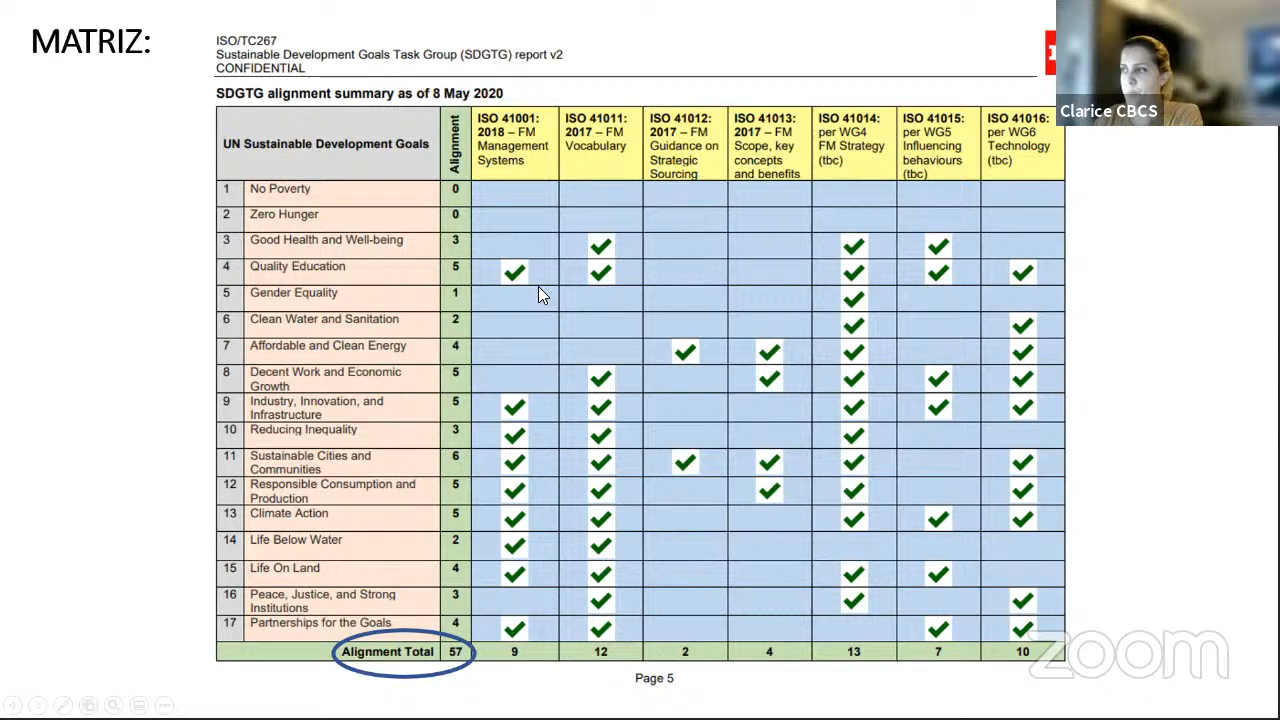 MATRIZ:
ISO/TC267
Sustainable Development Goals Task Group (SDGTG) report v2
CONFIDENTIAL
Clarice CBCS
SDGTG alignment summary as of 8 May 2020
UN Sustainable Development Goals
Alignment
ISO 41001:
2018 – FM
Management
Systems
ISO 41011:
2017 – FM
Vocabulary
ISO 41012:
2017 – FM
Guidance on
Strategic
Sourcing
ISO 41013:
2017 – FM
Scope, key
concepts
and benefits
ISO 41014:
per WG4
FM Strategy
(tbc)
ISO 41015:
per WG5
Influencing
behaviours
(tbc)
ISO 41016:
per WG6
Technology
(tbc)
1 No Poverty 0
2 Zero Hunger 0
3 Good Health and Well-being 3
4 Quality Education 5
5 Gender Equality 1
6 Clean Water and Sanitation 2
7 Affordable and Clean Energy 4
8 Decent Work and Economic 5
Growth
9 Industry, Innovation, and 5
Infrastructure
10 Reducing Inequality 3
11 Sustainable Cities and 6
Communities
12 Responsible Consumption and 5
Production
13 Climate Action 5
14 Life Below Water 2
15 Life On Land 4
16 Peace, Justice, and Strong 3
Institutions
17 Partnerships for the Goals 4
Alignment Total 57 9 12 2 4 13 7 10
Page 5
zoom